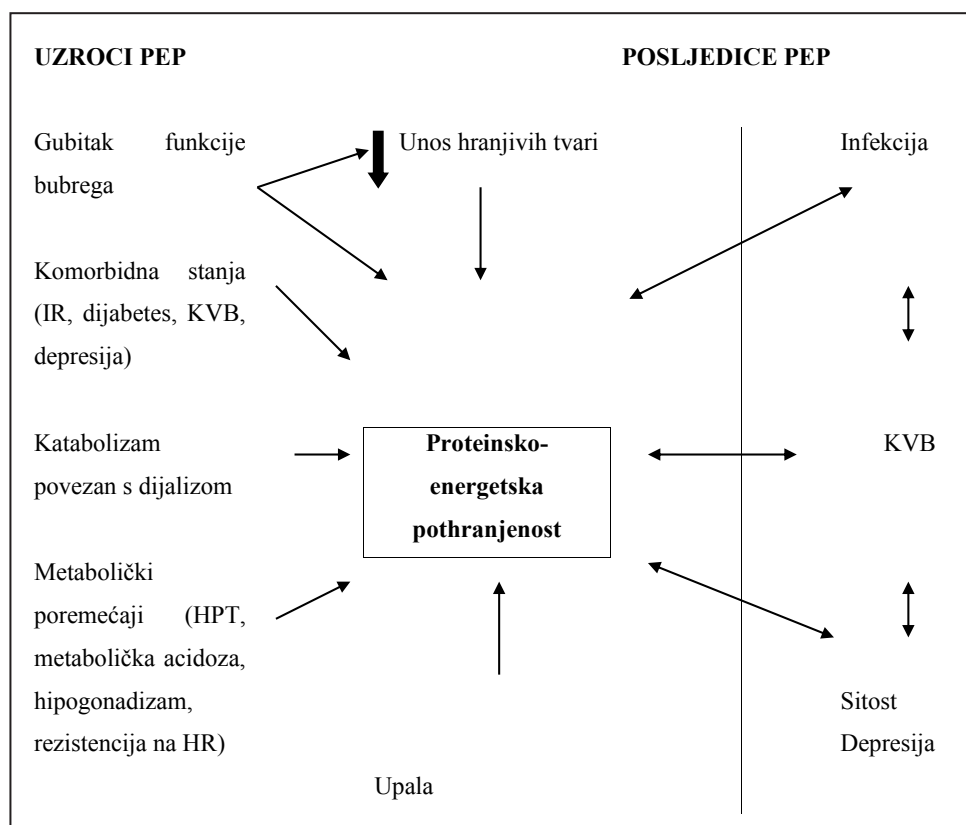 UZROCI PEP
POSLJEDICE PEP
Gubitak funkcije
bubrega
Unos hranjivih tvari
Infekcija
Komorbidna stanja
(IR, dijabetes, KVB,
depresija)
Katabolizam
povezan s dijalizom
Proteinsko-
energetska
pothranjenost
KVB
Metabolički
poremećaji (HPT,
metabolička acidoza,
hipogonadizam,
rezistencija na HR)
Sitost
Depresija
Upala